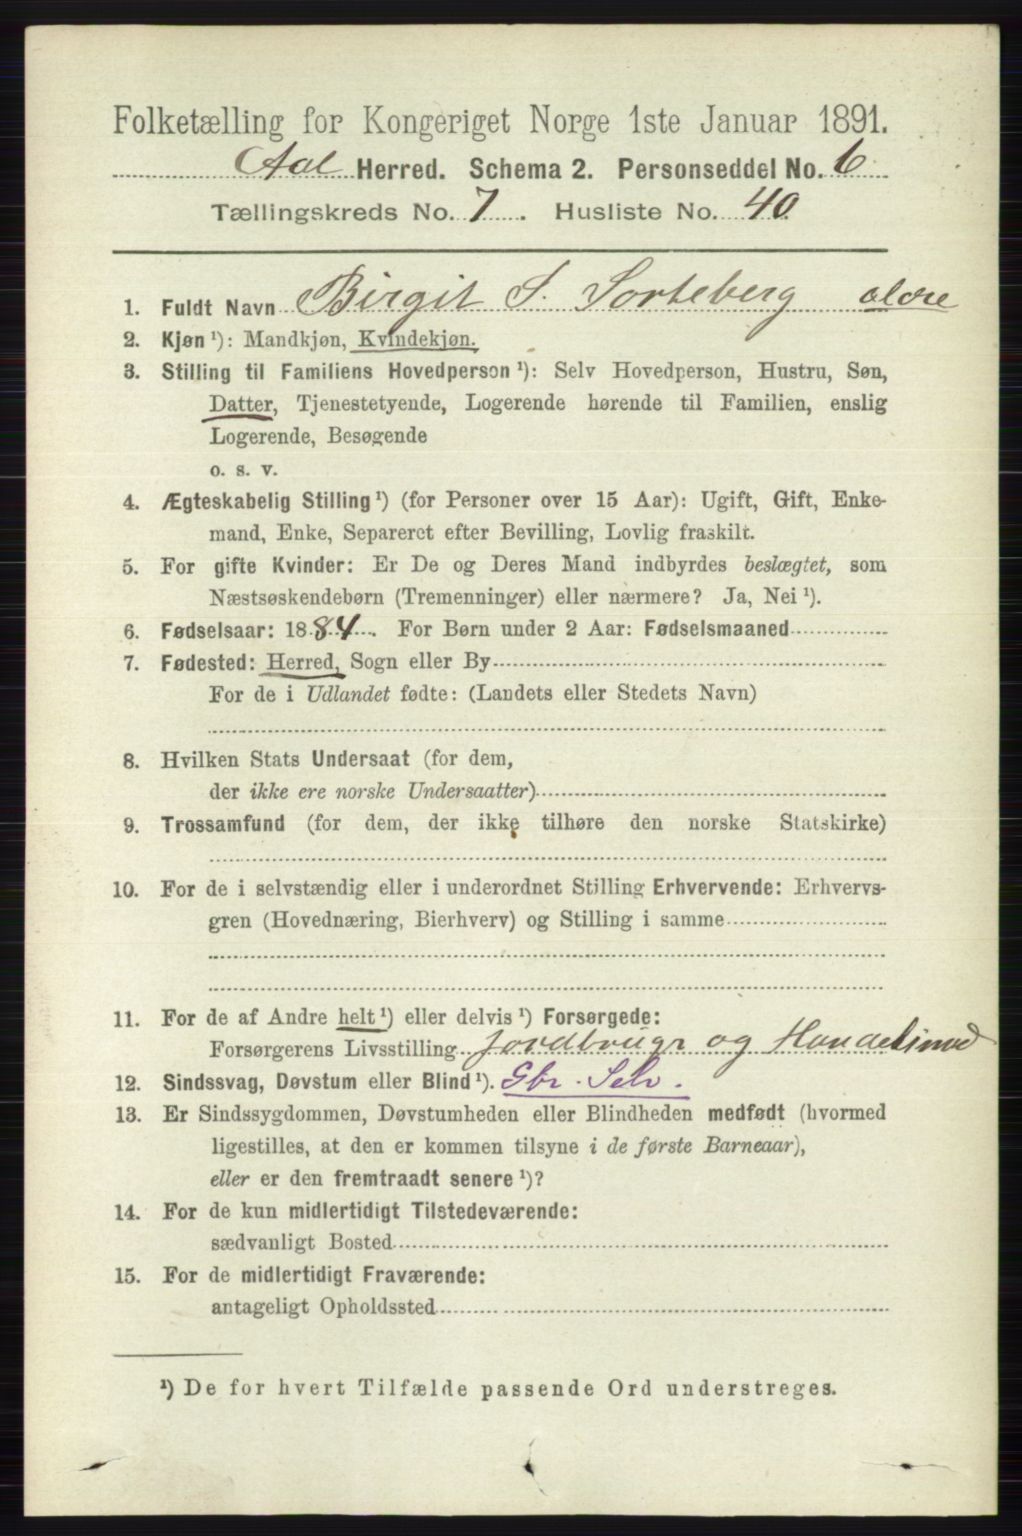 Folketælling for Kongeriget Norge 1ste Januar 1891.
Aal Herred. Schema 2. Personseddel No. 6
Tællingskreds No. 7. Husliste No. 40
1. Fuldt Navn Birgit S. Sorteberg ældre
2. Kjøn ¹): Mandkjøn, Kvindekjøn.
3. Stilling til Familiens Hovedperson ¹): Selv Hovedperson, Hustru, Søn,
Datter, Tjenestetyende, Logerende hørende til Familien, enslig
Logerende, Besøgende
o. s. v.
4. Ægteskabelig Stilling ¹) (for Personer over 15 Aar): Ugift, Gift, Enke-
mand, Enke, Separeret efter Bevilling, Lovlig fraskilt.
5. For gifte Kvinder: Er De og Deres Mand indbyrdes beslægtet, som
Næstsøskendebørn (Tremenninger) eller nærmere? Ja, Nei ¹).
6. Fødselsaar: 1884. For Børn under 2 Aar: Fødselsmaaned
7. Fødested: Herred, Sogn eller By
For de i Udlandet fødte: (Landets eller Stedets Navn)
8. Hvilken Stats Undersaat (for dem,
der ikke ere norske Undersaatter)
9. Trossamfund (for dem, der ikke tilhøre den norske Statskirke)
10. For de i selvstændig eller i underordnet Stilling Erhvervende: Erhvervs-
gren (Hovednæring, Bierhverv) og Stilling i samme
11. For de af Andre helt ¹) eller delvis ¹) Forsørgede:
Forsørgerens Livsstilling Jordbruger og Handelsmd
12. Sindssvag, Døvstum eller Blind ¹). Gbr. Selv.
13. Er Sindssygdommen, Døvstumheden eller Blindheden medfødt (hvormed
ligestilles, at den er kommen tilsyne i de første Barneaar),
eller er den fremtraadt senere ¹)?
14. For de kun midlertidigt Tilstedeværende:
sædvanligt Bosted
15. For de midlertidigt Fraværende:
antageligt Opholdssted
¹) De for hvert Tilfælde passende Ord understreges.